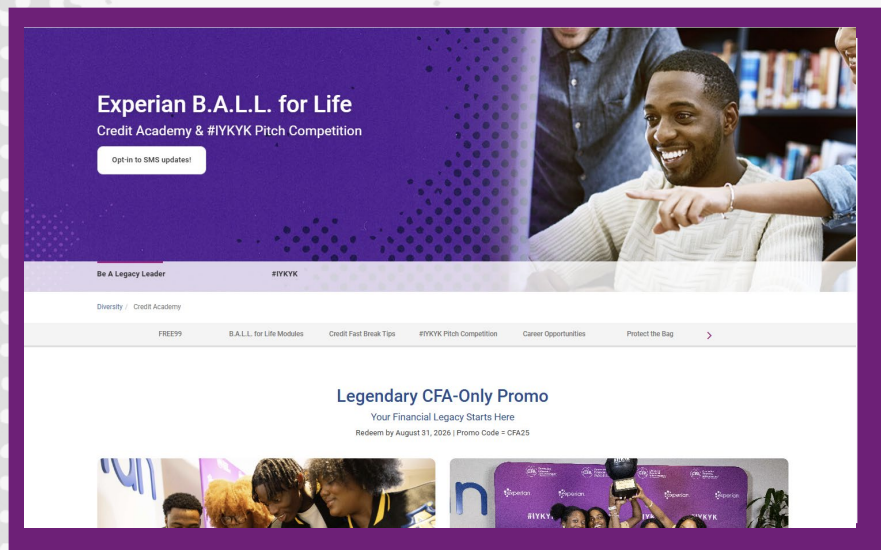 Experian B.A.L.L. for Life
Credit Academy & #IYKYK Pitch Competition
Opt-in to SMS updates!
Be A Legacy Leader
#IYKYK
Diversity / Credit Academy
FREE99
B.A.L.L. for Life Modules
Credit Fast Break Tips
#IYKYK Pitch Competition
Career Opportunities
Protect the Bag
Legendary CFA-Only Promo
Your Financial Legacy Starts Here
Redeem by August 31, 2026 | Promo Code = CFA25
experian.
experian.
experian.
experian.